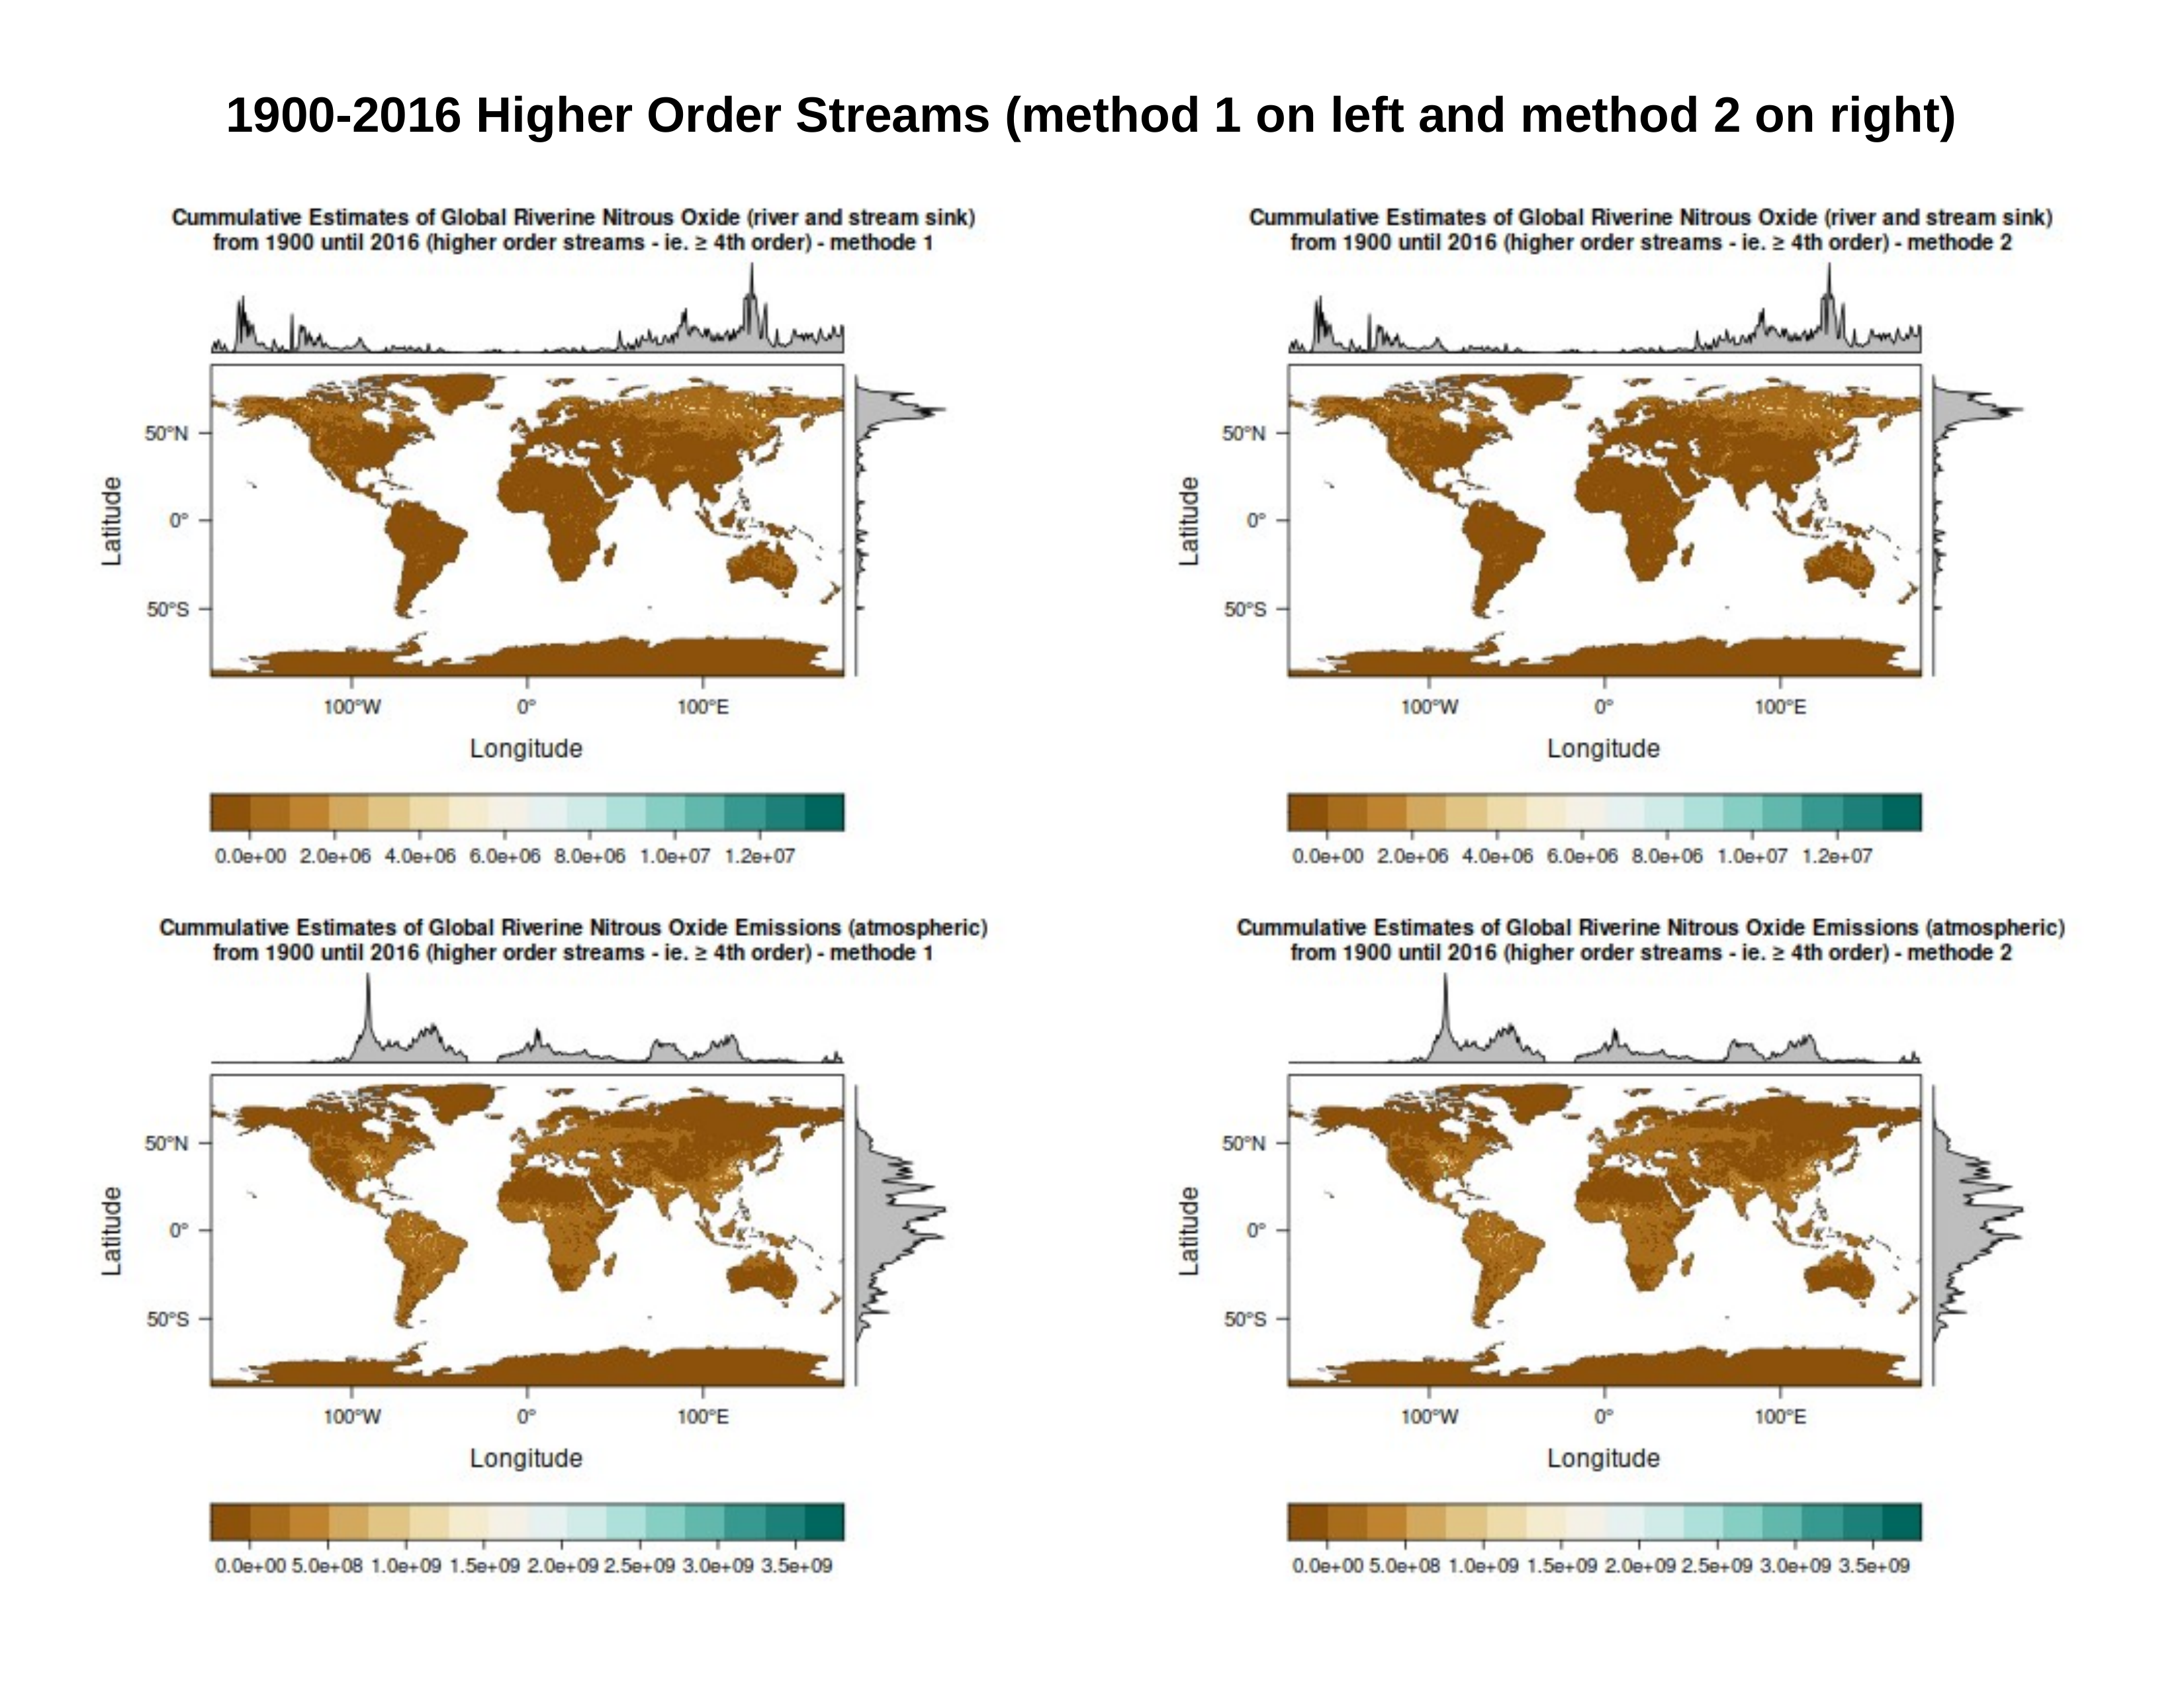 1900-2016 Higher Order Streams (method 1 on left and method 2 on right)
Cummulative Estimates of Global Riverine Nitrous Oxide (river and stream sink)
from 1900 until 2016 (higher order streams - ie. ≥ 4th order) - methode 1
50°N
0°
50°S
Latitude
100°W 0° 100°E
Longitude
0.0e+00 2.0e+06 4.0e+06 6.0e+06 8.0e+06 1.0e+07 1.2e+07
Cummulative Estimates of Global Riverine Nitrous Oxide (river and stream sink)
from 1900 until 2016 (higher order streams - ie. ≥ 4th order) - methode 2
50°N
0°
50°S
Latitude
100°W 0° 100°E
Longitude
0.0e+00 2.0e+06 4.0e+06 6.0e+06 8.0e+06 1.0e+07 1.2e+07
Cummulative Estimates of Global Riverine Nitrous Oxide Emissions (atmospheric)
from 1900 until 2016 (higher order streams - ie. ≥ 4th order) - methode 1
50°N
0°
50°S
Latitude
100°W 0° 100°E
Longitude
0.0e+00 5.0e+08 1.0e+09 1.5e+09 2.0e+09 2.5e+09 3.0e+09 3.5e+09
Cummulative Estimates of Global Riverine Nitrous Oxide Emissions (atmospheric)
from 1900 until 2016 (higher order streams - ie. ≥ 4th order) - methode 2
50°N
0°
50°S
Latitude
100°W 0° 100°E
Longitude
0.0e+00 5.0e+08 1.0e+09 1.5e+09 2.0e+09 2.5e+09 3.0e+09 3.5e+09